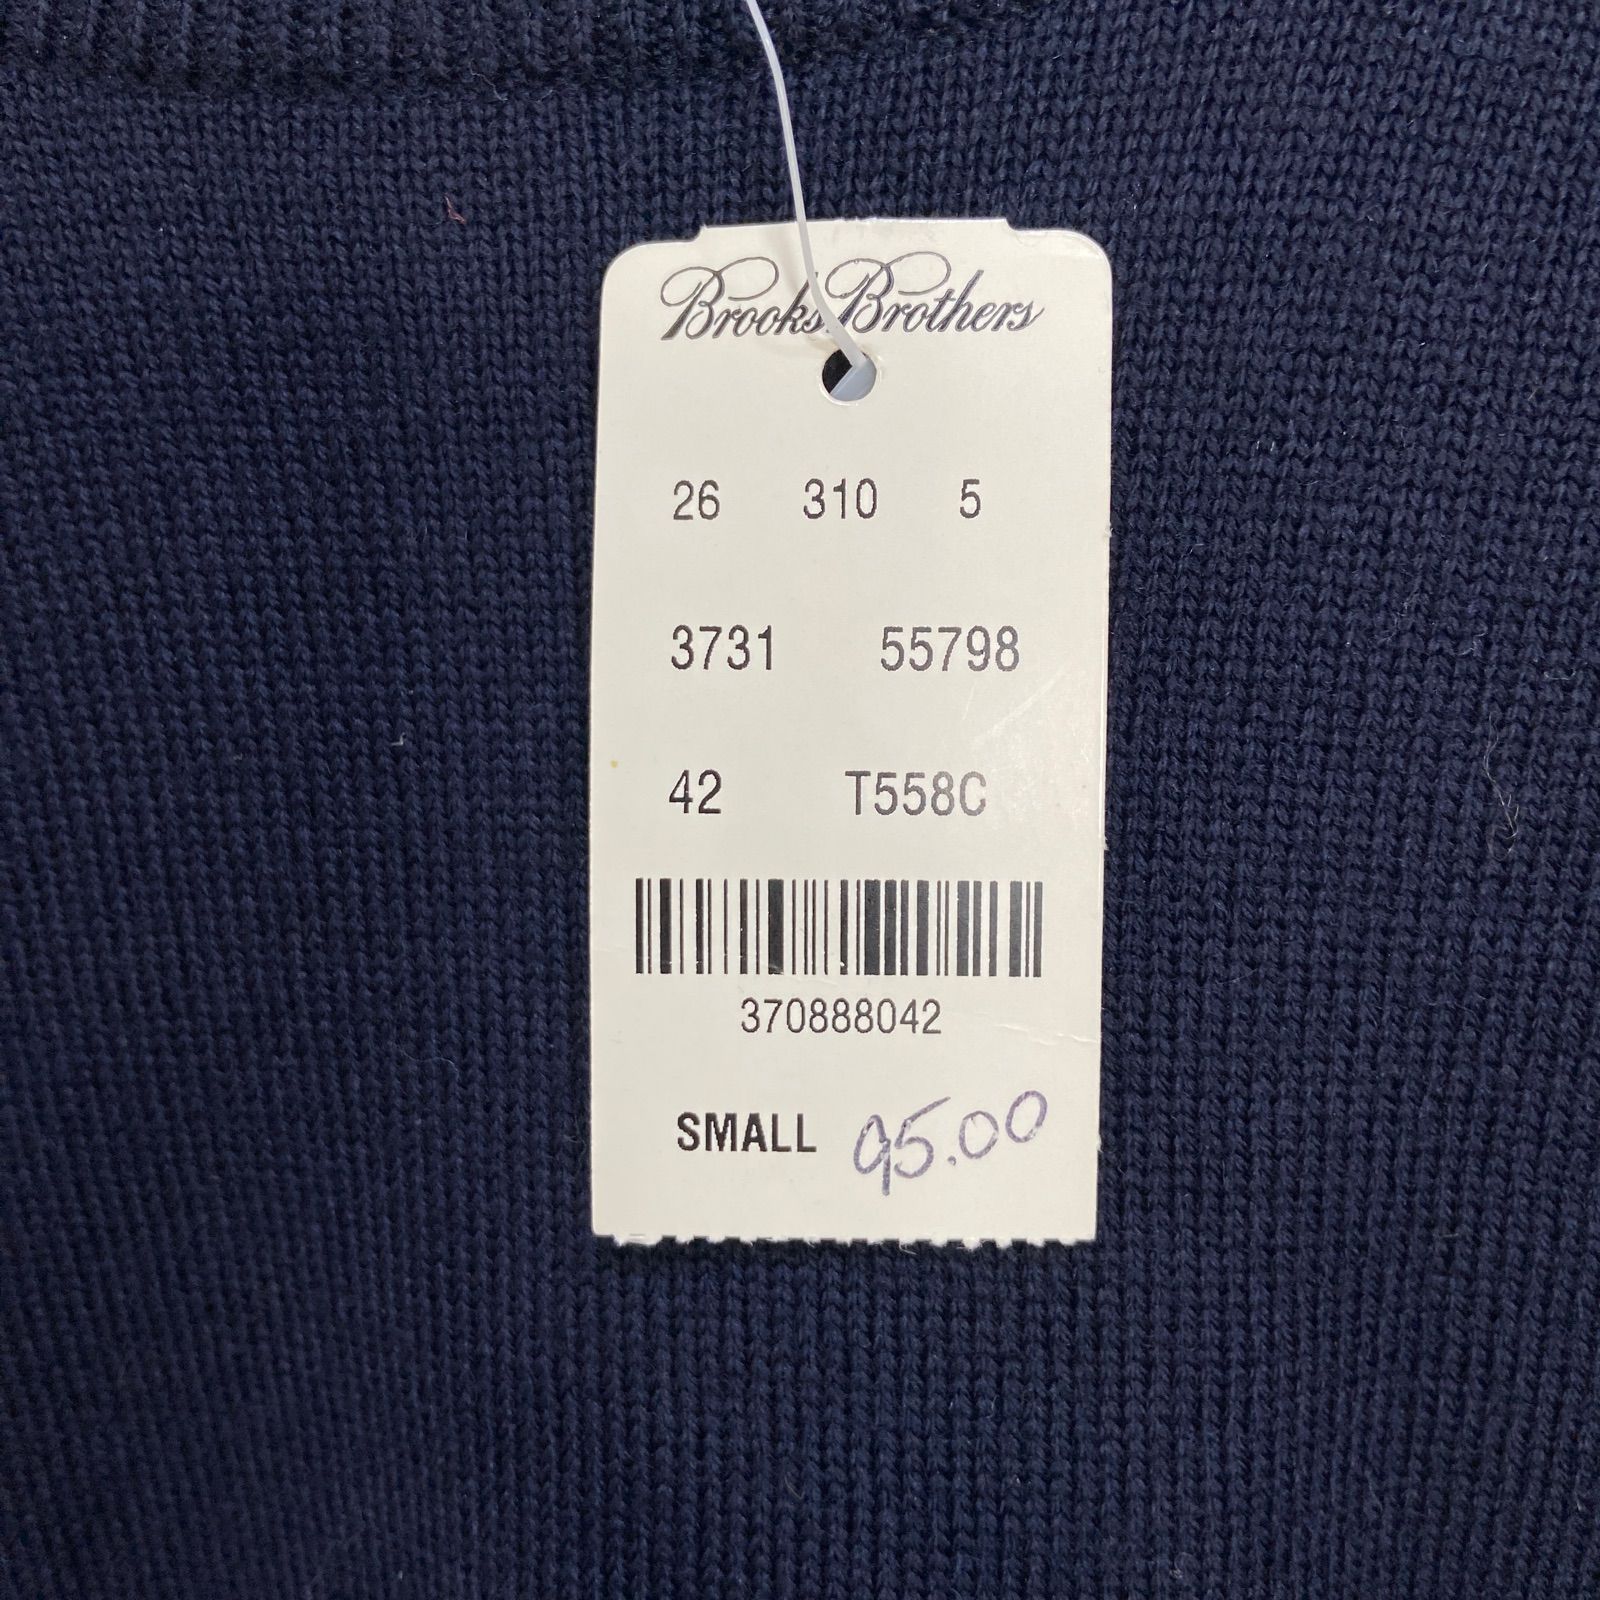 Brooks Brothers
26 310 5
3731 55798
42 T558C
370888042
SMALL 95.00